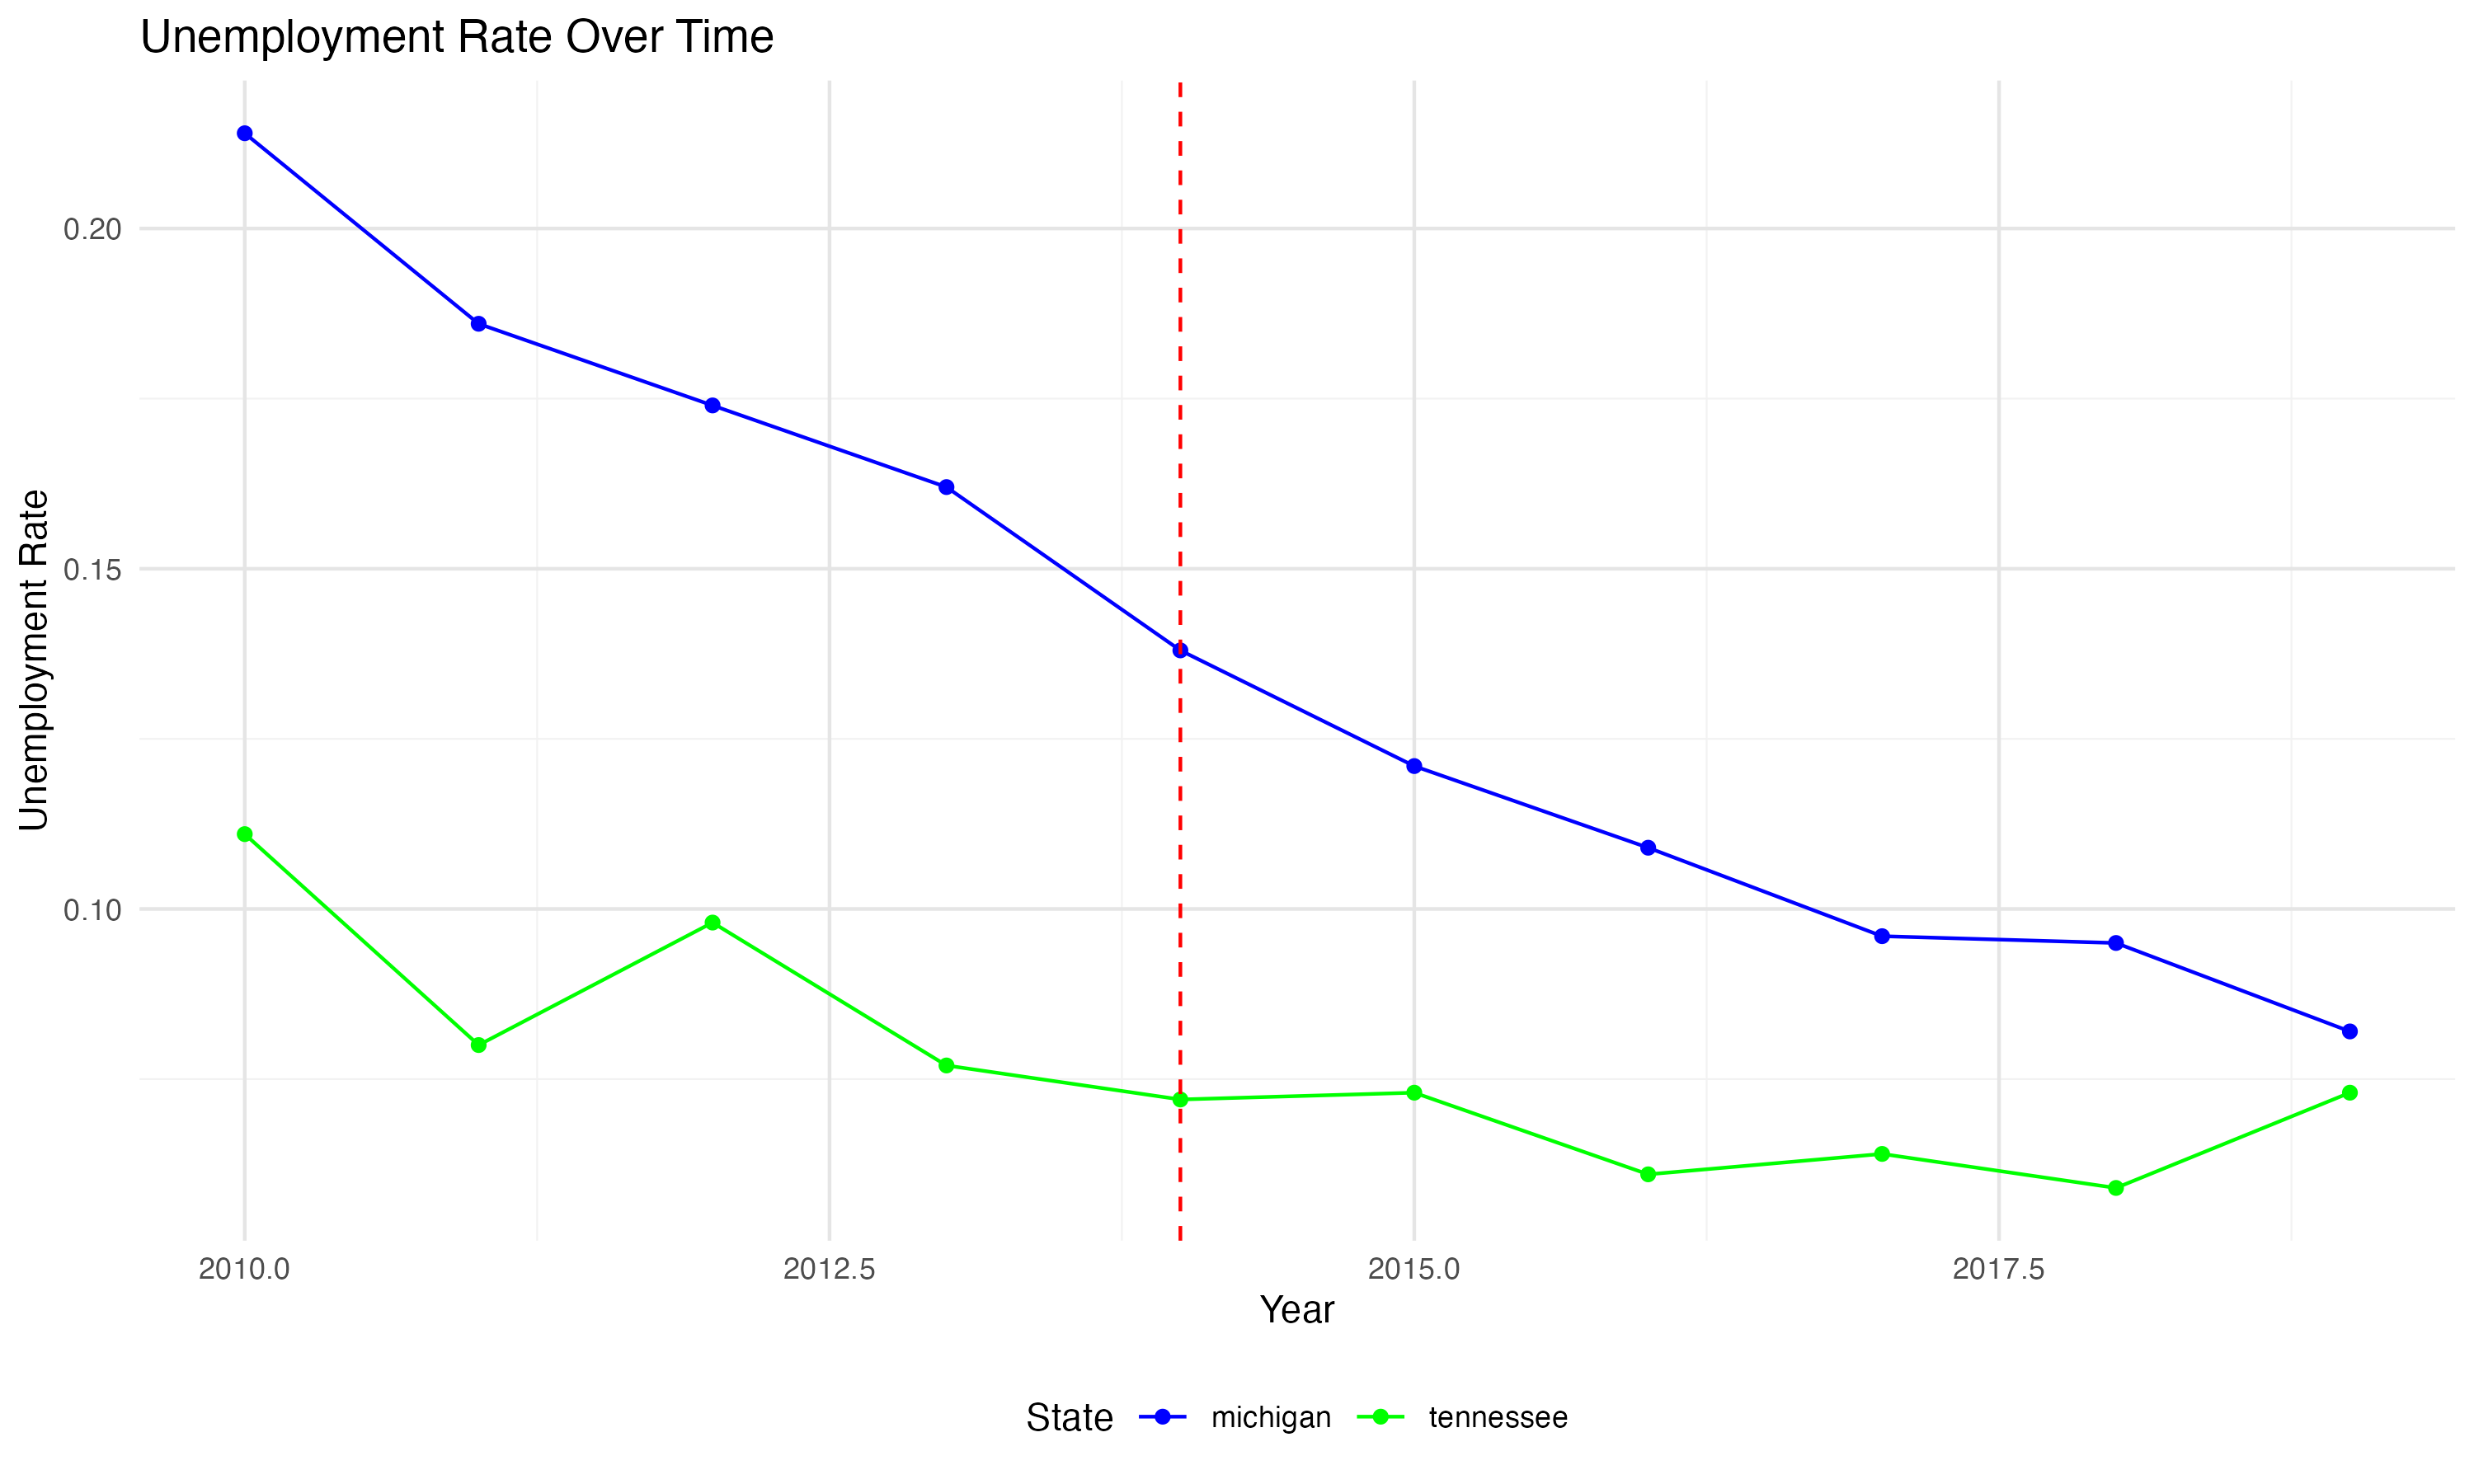 Unemployment Rate Over Time
Unemployment Rate
0.20
0.15
0.10
2010.0 2012.5 2015.0 2017.5
Year
State michigan tennessee